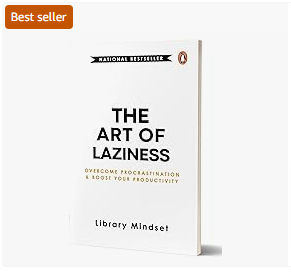 Best seller
NATIONAL BESTSELLER
THE
ART OF
LAZINESS
OVERCOME PROCRASTINATION
& BOOST YOUR PRODUCTIVITY
Library Mindset